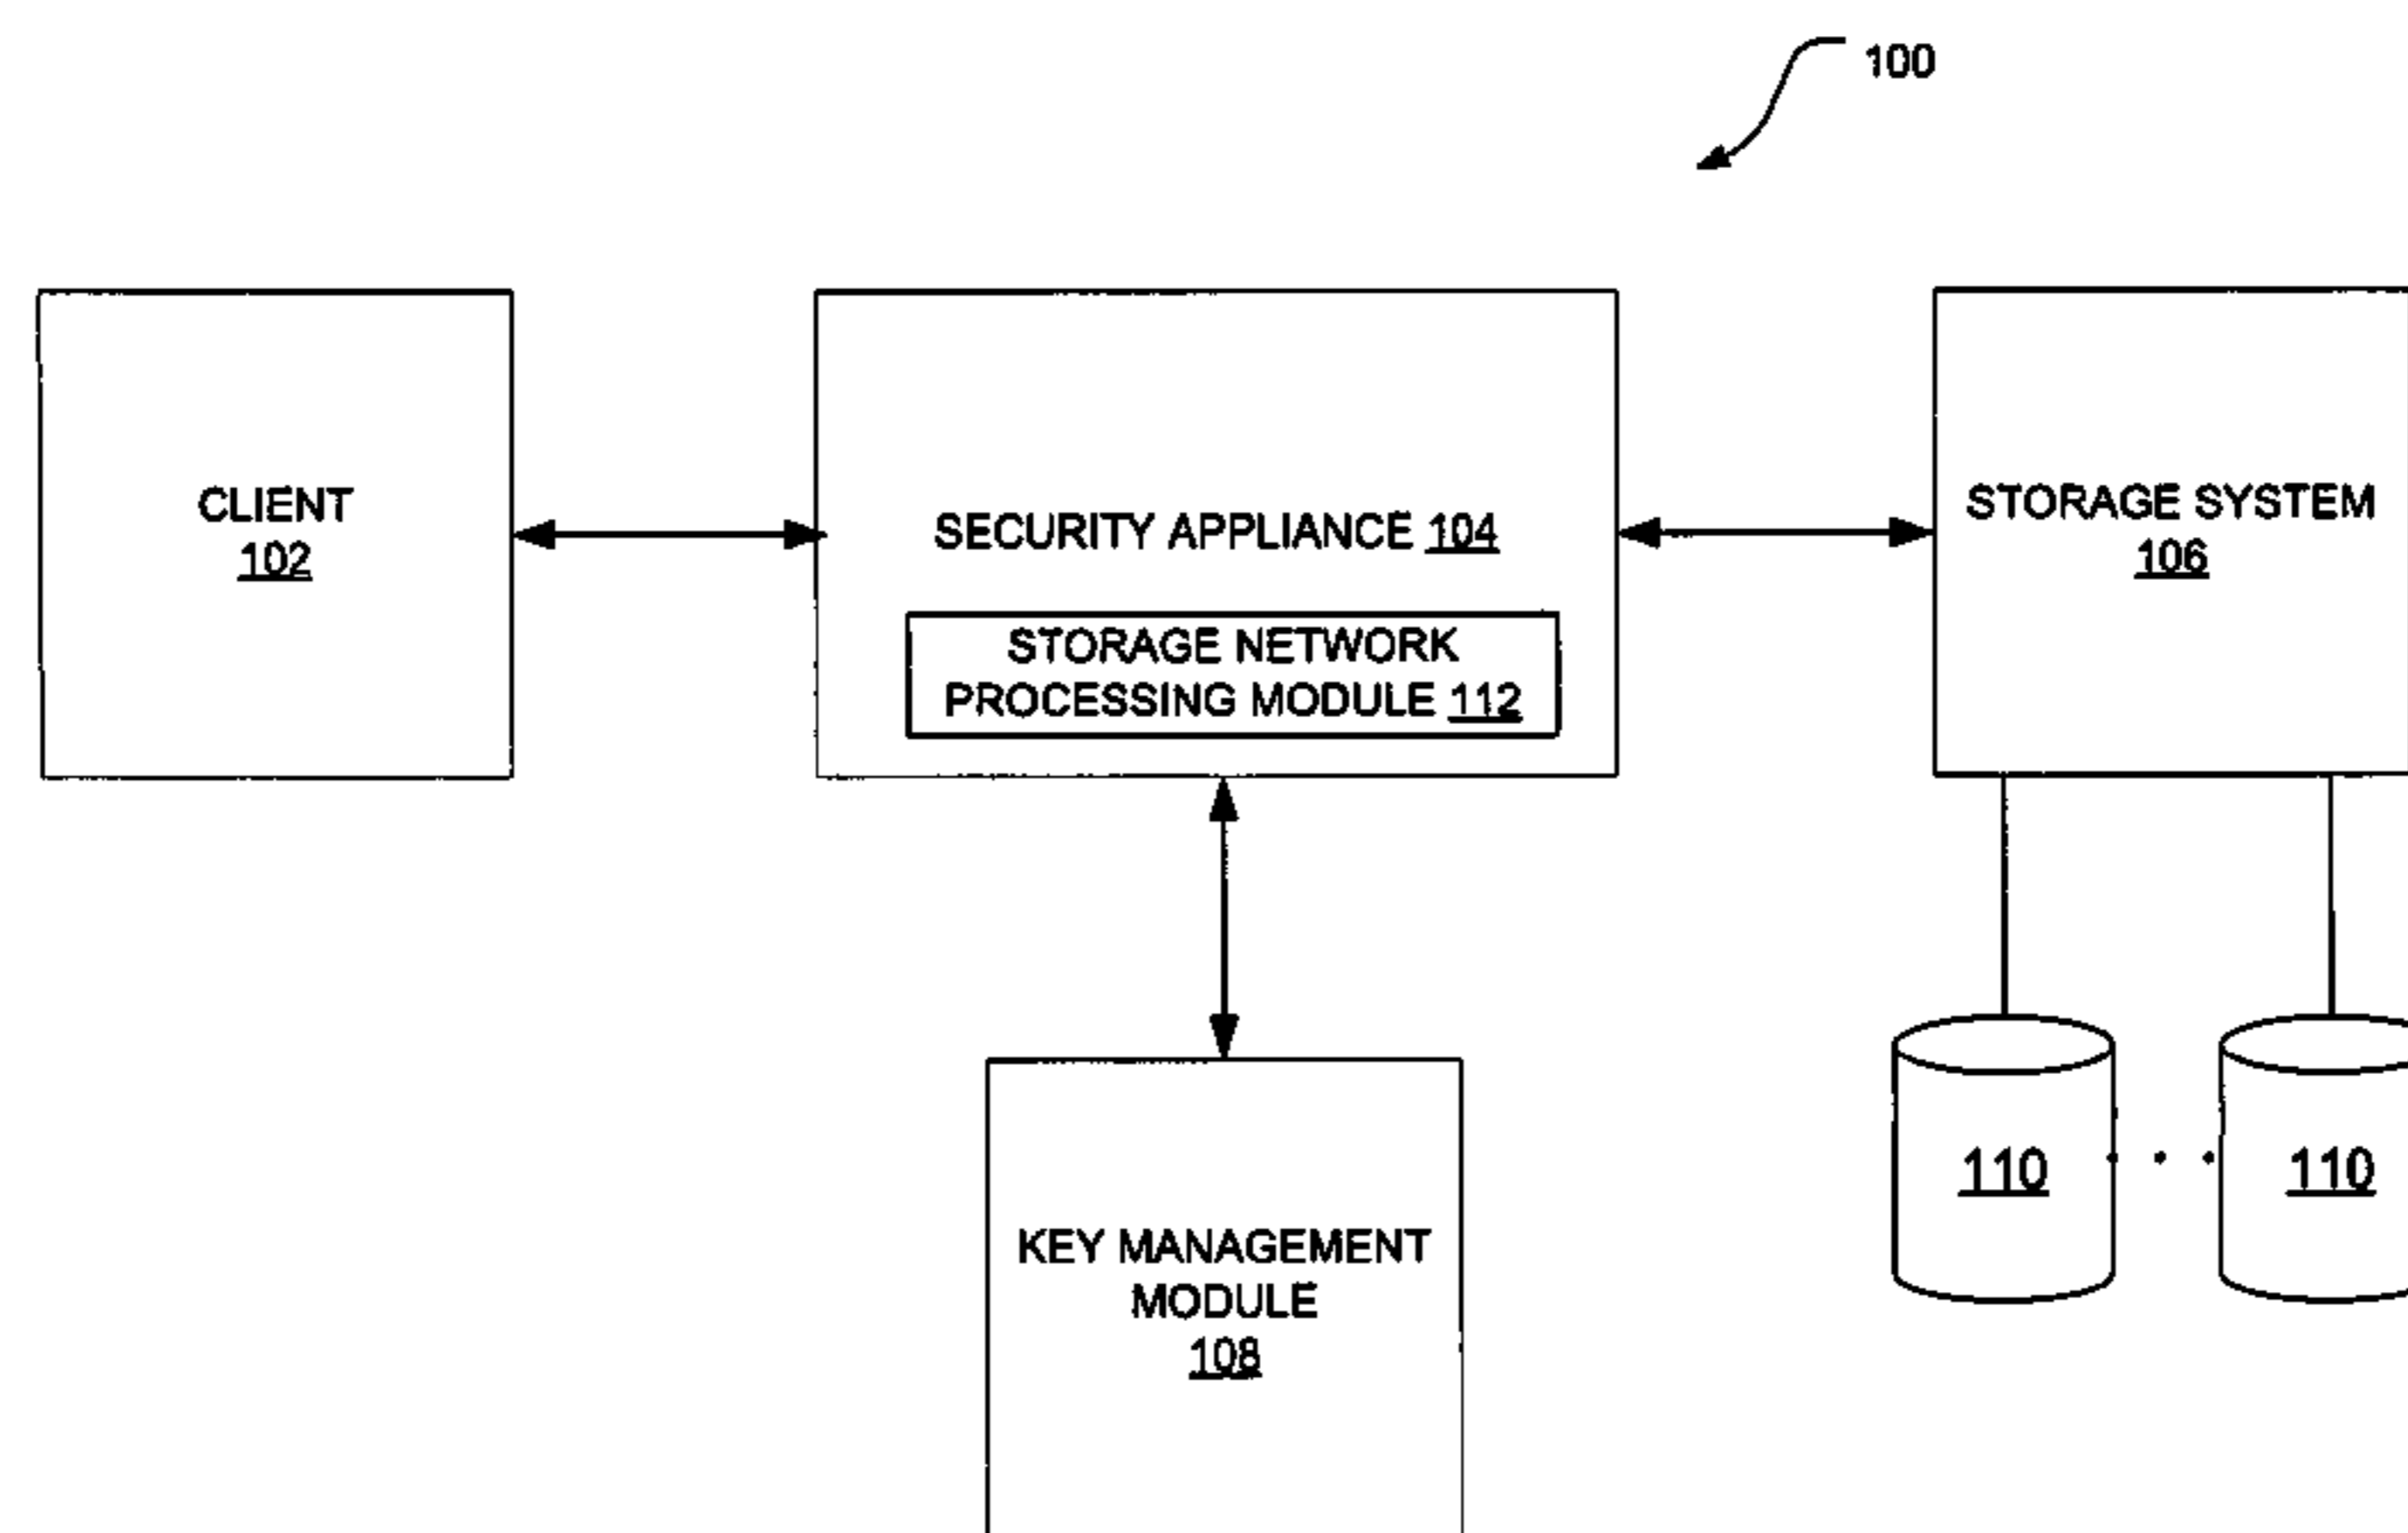 100
CLIENT
102
SECURITY APPLIANCE 104
STORAGE NETWORK
PROCESSING MODULE 112
STORAGE SYSTEM
106
110
110
KEY MANAGEMENT
MODULE
108